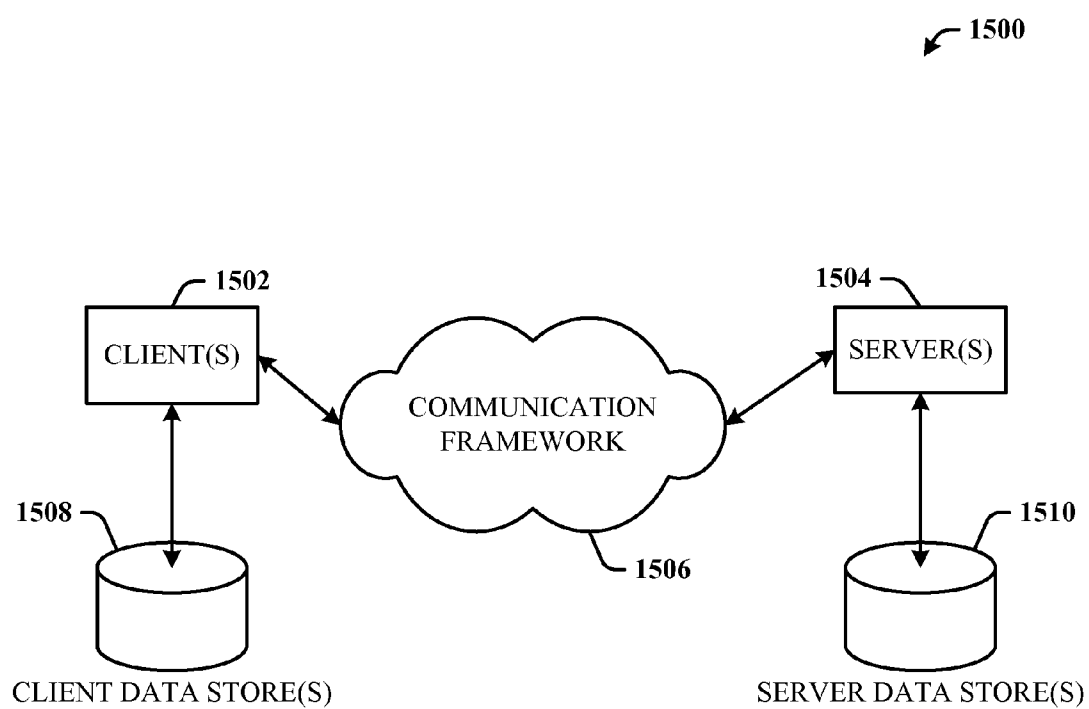 1500
1502
1504
CLIENT(S)
SERVER(S)
COMMUNICATION
FRAMEWORK
1508
1510
1506
CLIENT DATA STORE(S)
SERVER DATA STORE(S)